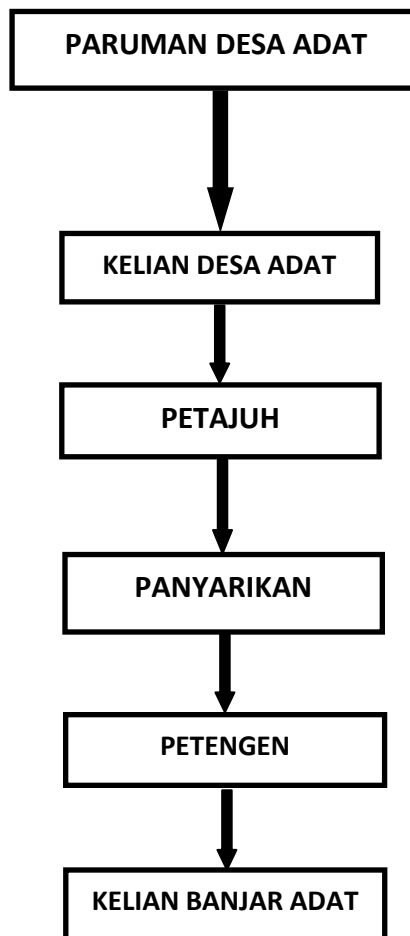 PARUMAN DESA ADAT
KELIAN DESA ADAT
PETAJUH
PANYARIKAN
PETENGEN
KELIAN BANJAR ADAT